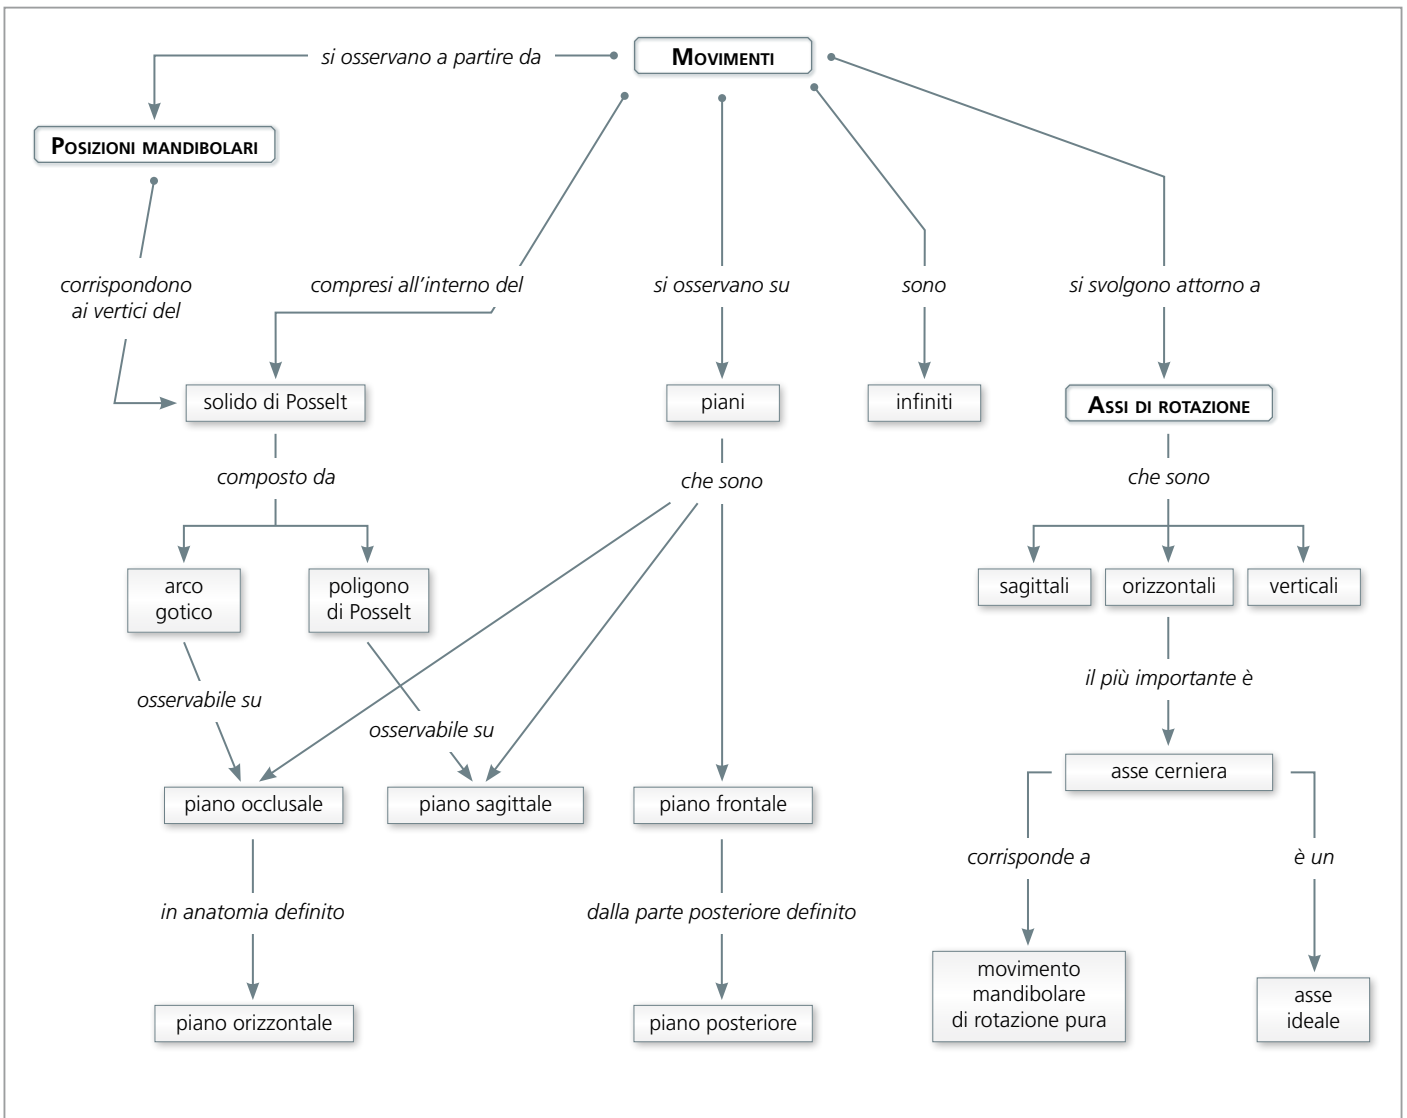 si osservano a partire da
MOVIMENTI
POSIZIONI MANDIBOLARI
corrispondono
ai vertici del
compresi all'interno del
si osservano su
sono
si svolgono attorno a
solido di Posselt
piani
infiniti
ASSI DI ROTAZIONE
composto da
che sono
che sono
arco
gotico
poligono
di Posselt
sagittali
orizzontali
verticali
osservabile su
osservabile su
il più importante è
piano occlusale
piano sagittale
piano frontale
asse cerniera
corrisponde a
è un
in anatomia definito
dalla parte posteriore definito
movimento
mandibolare
di rotazione pura
asse
ideale
piano orizzontale
piano posteriore